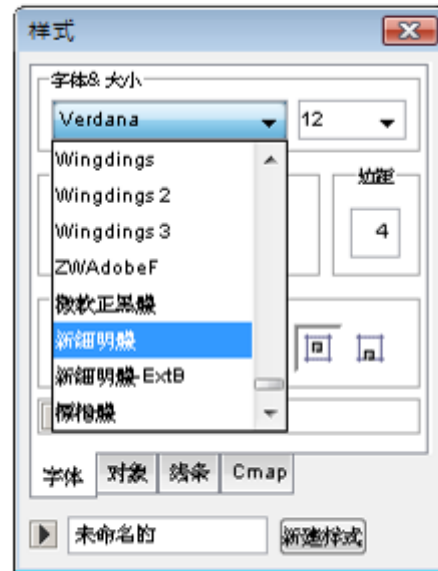 样式
字体& 大小
Verdana 12
Wingdings
Wingdings 2 边距
Wingdings 3 4
ZWAdobeF
微軟正黑體
新細明體
新細明體-ExtB
標楷體
字体 对象 线条 Cmap
未命名的 新建样式